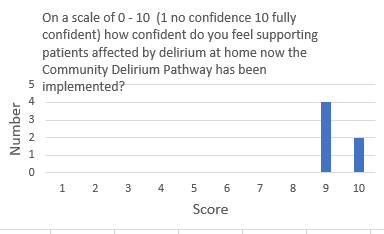 On a scale of 0 - 10  (1 no confidence 10 fully
confident) how confident do you feel supporting
patients affected by delirium at home now the
Community Delirium Pathway has been
implemented?
5
4
3
2
1
0
Number
1 2 3 4 5 6 7 8 9 10
Score